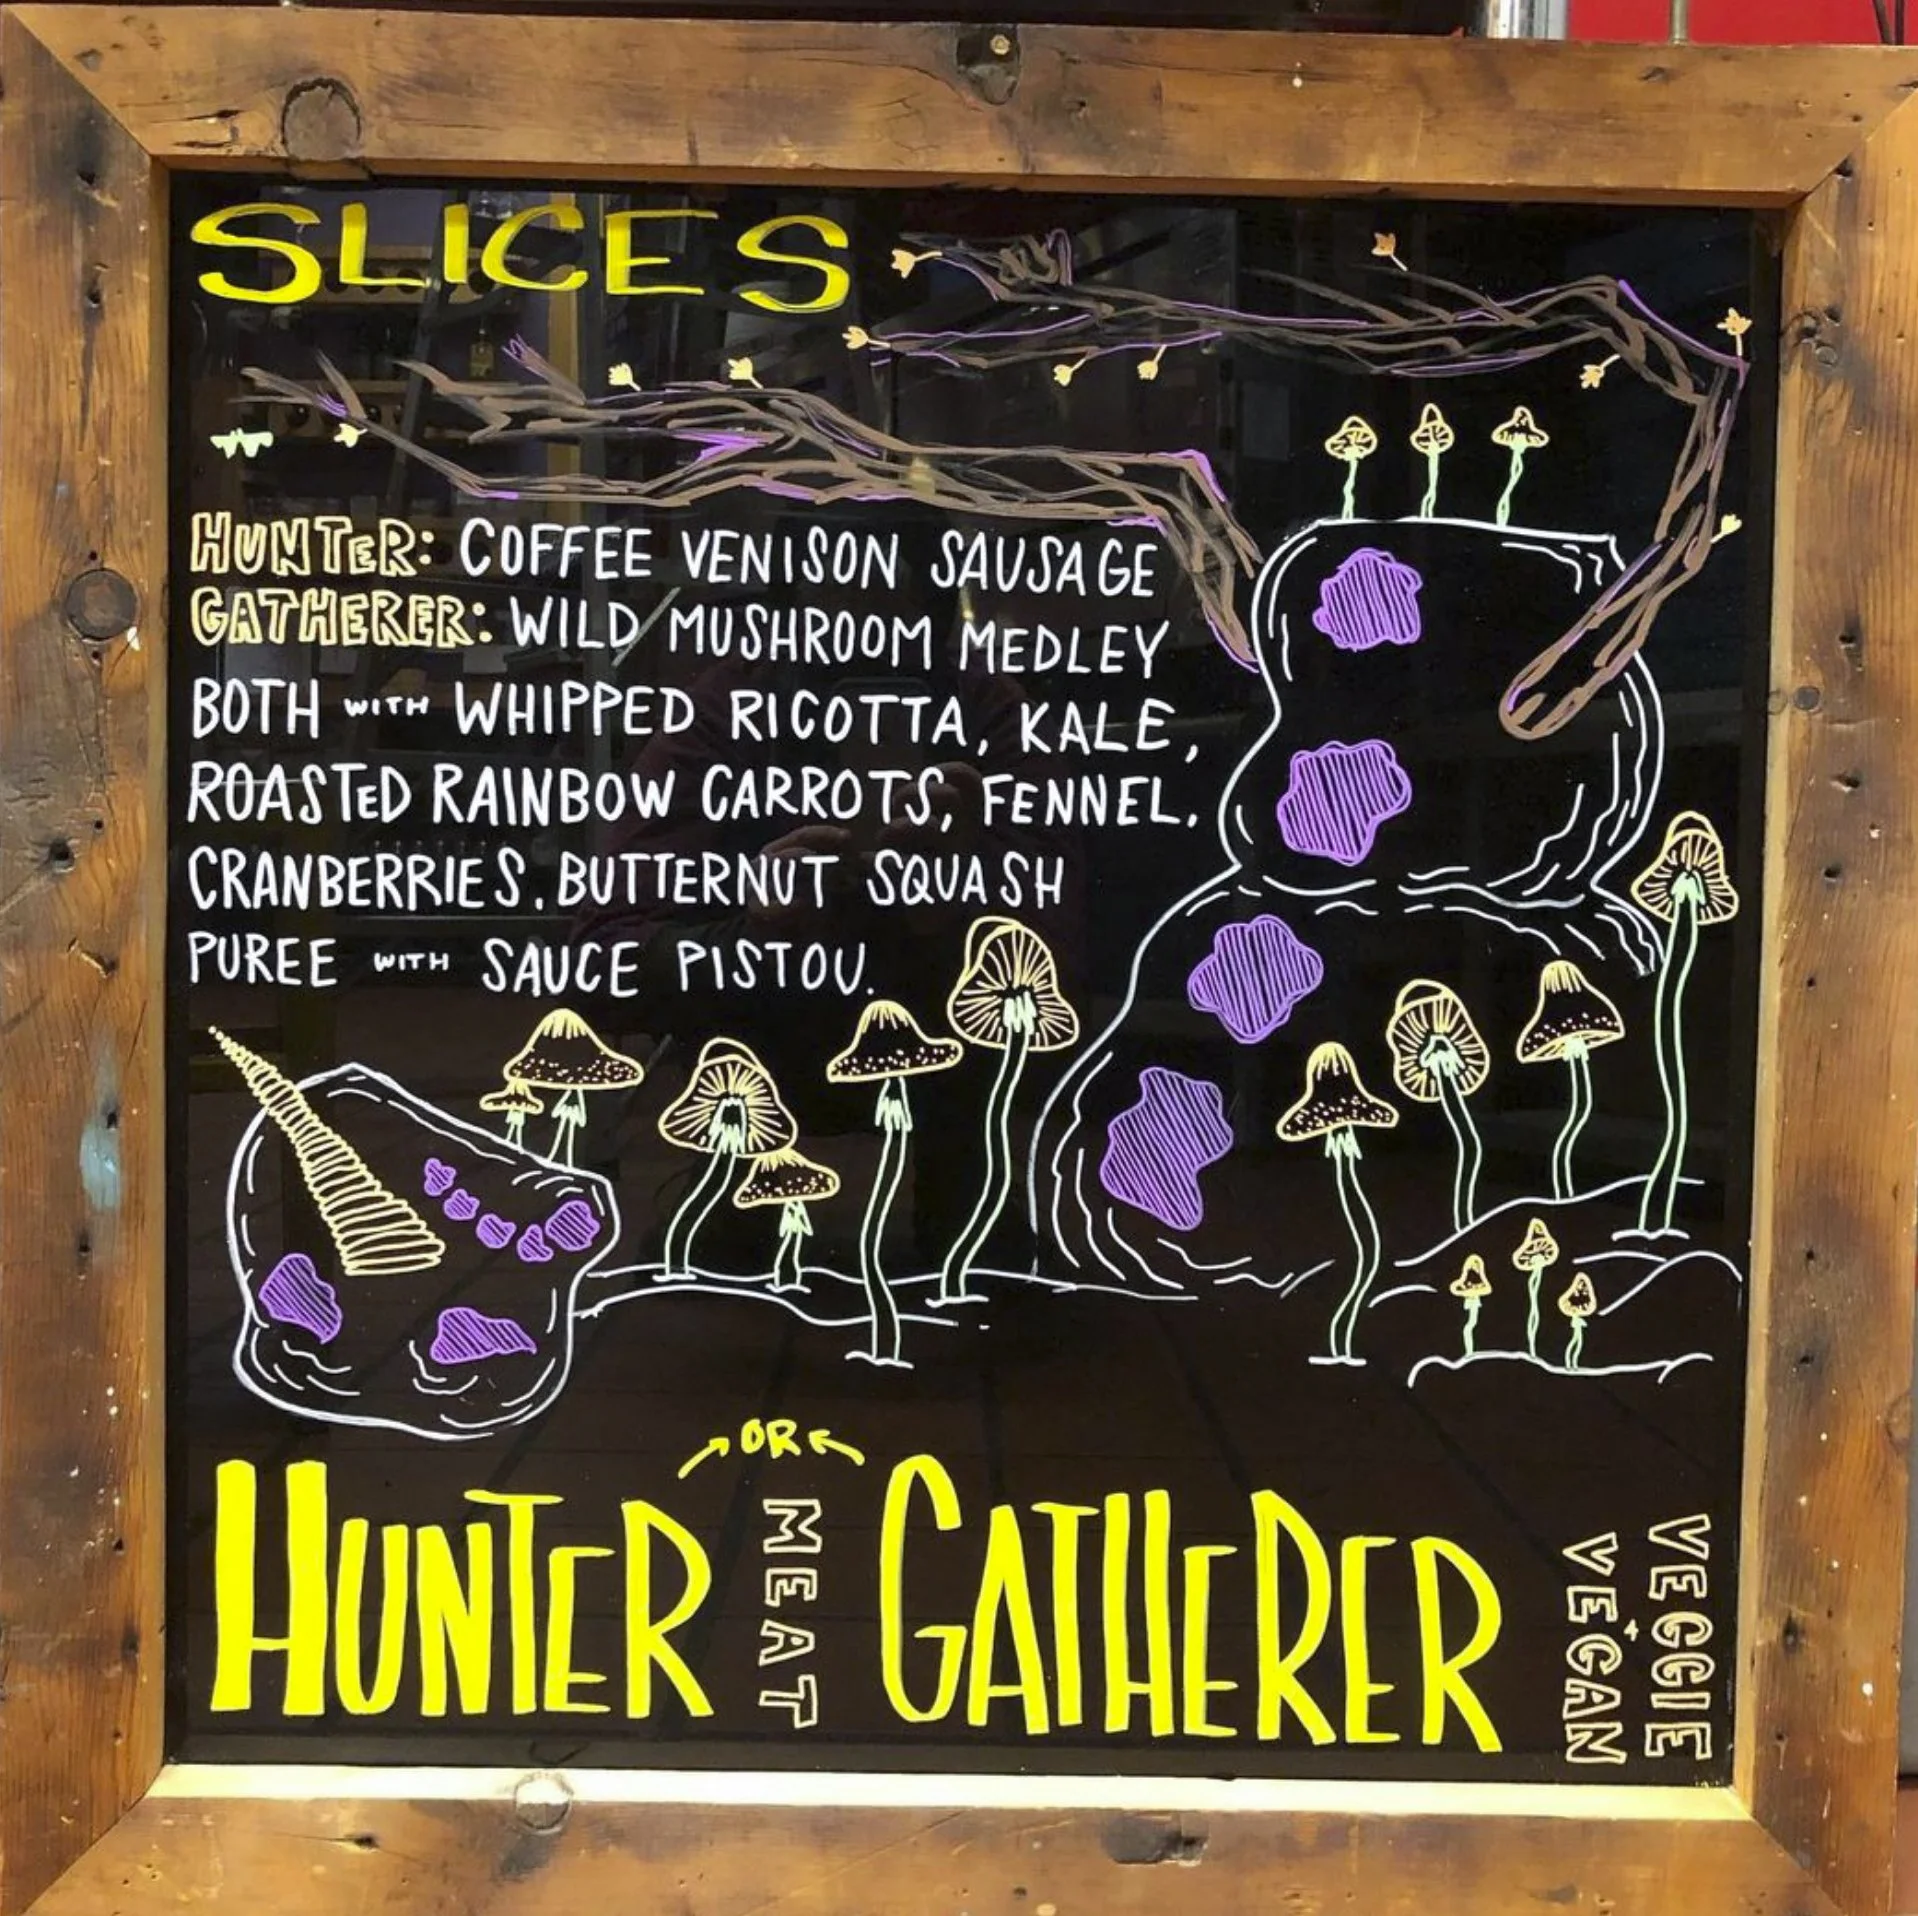 SLICES
HUNTER: COFFEE VENISON SAUSAGE
GATHERER: WILD MUSHROOM MEDLEY
BOTH WITH WHIPPED RICOTTA, KALE,
ROASTED RAINBOW CARROTS, FENNEL,
CRANBERRIES, BUTTERNUT SQUASH
PUREE WITH SAUCE PISTOU.
OR
HUNTER
MEAT
GATHERER
VEGGIE
+
VEGAN